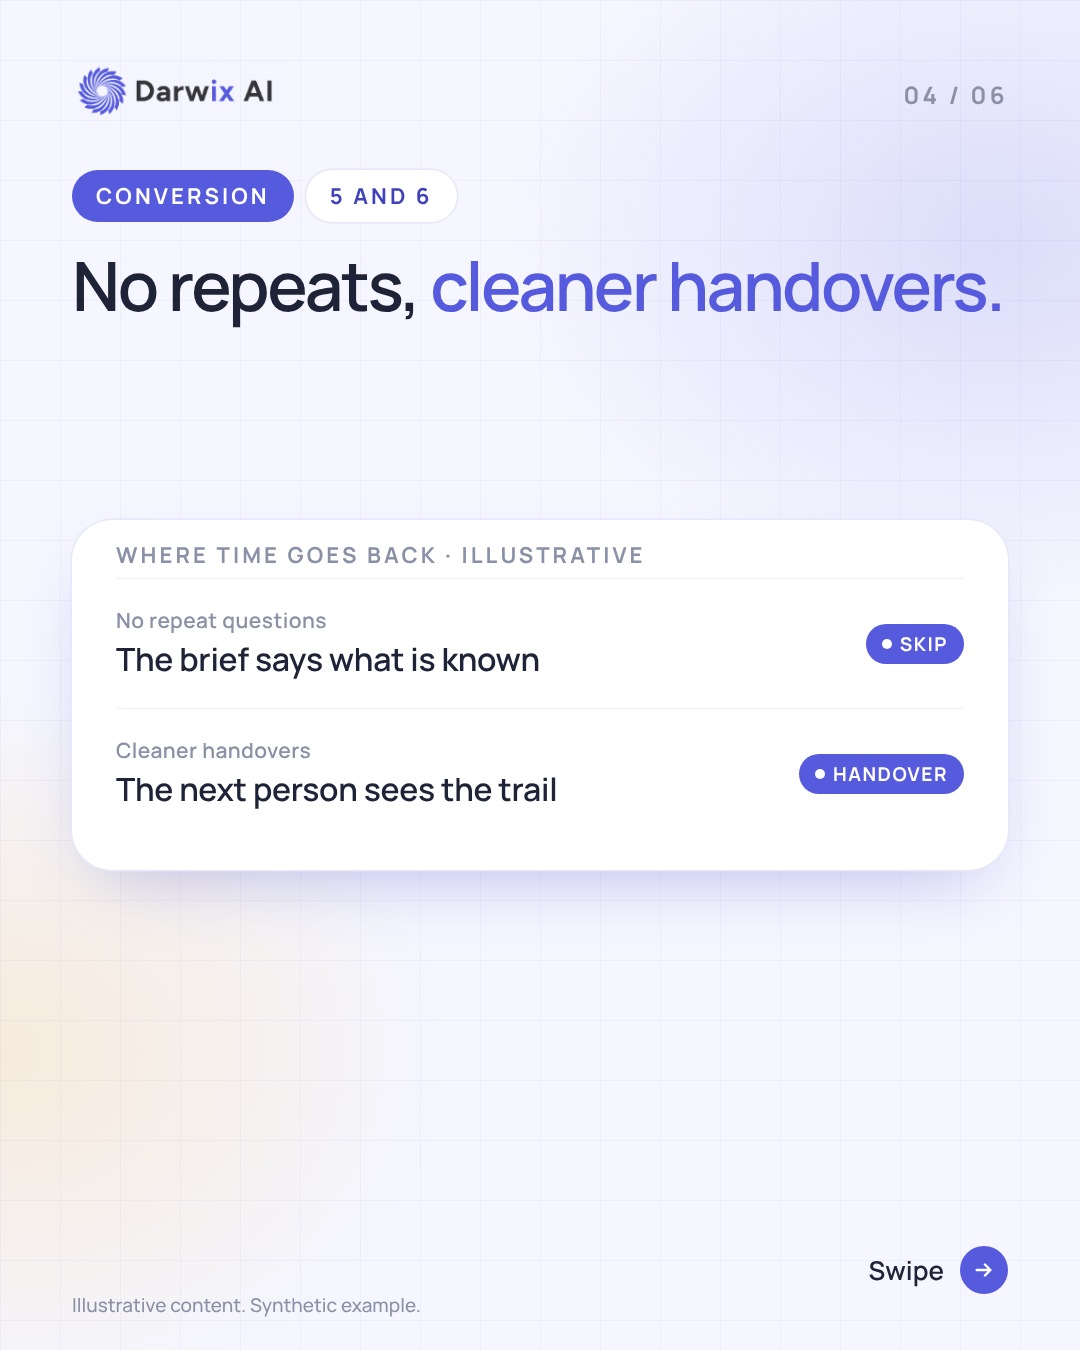 Darwix AI
04 / 06
CONVERSION
5 AND 6
No repeats, cleaner handovers.
WHERE TIME GOES BACK · ILLUSTRATIVE
No repeat questions
The brief says what is known
SKIP
Cleaner handovers
The next person sees the trail
HANDOVER
Swipe
Illustrative content. Synthetic example.